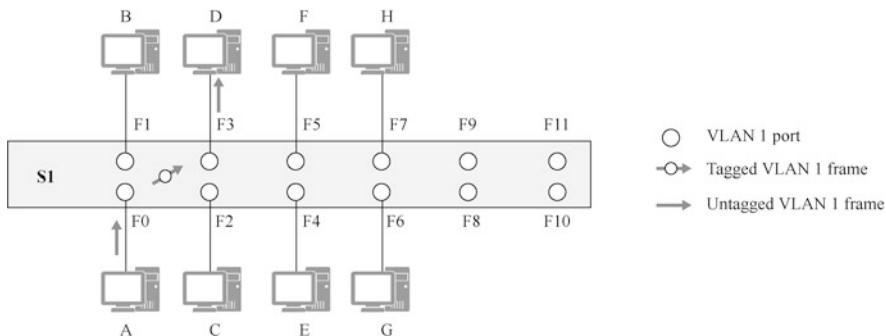 B D F H
F1 F3 F5 F7 F9 F11
S1
F0 F2 F4 F6 F8 F10
A C E G
VLAN 1 port
Tagged VLAN 1 frame
Untagged VLAN 1 frame